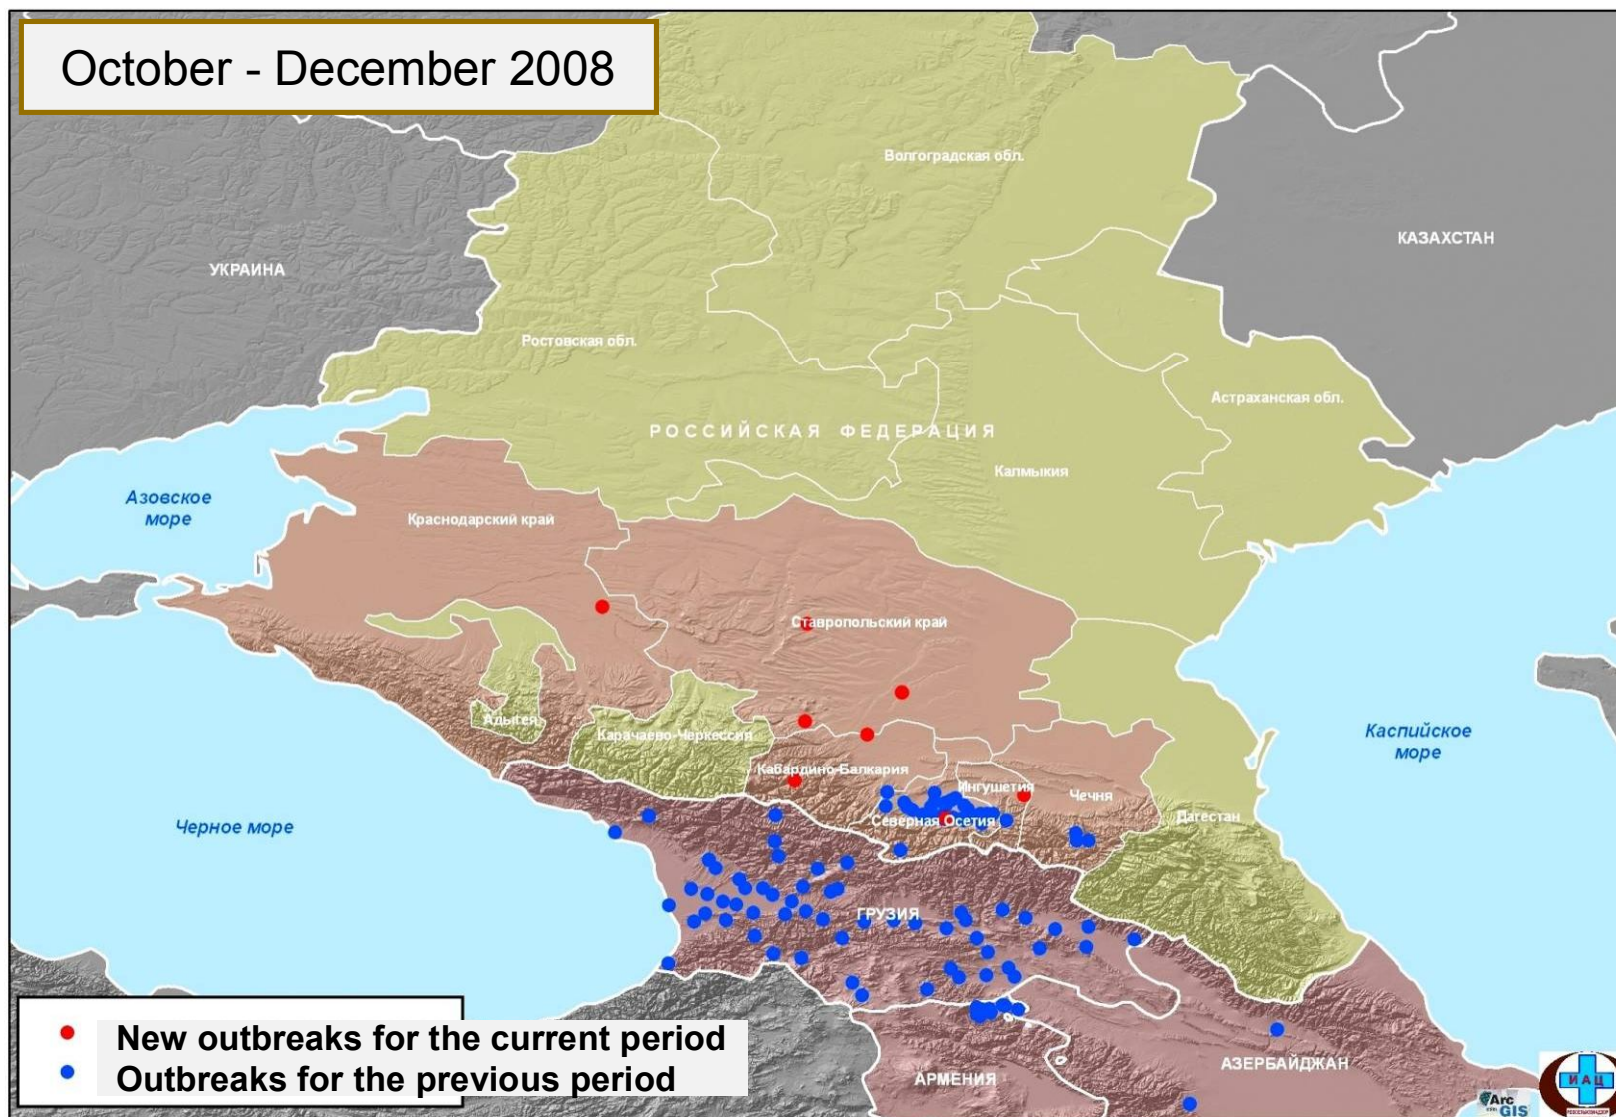 October - December 2008
Волгоградская обл.
КАЗАХСТАН
УКРАИНА
Ростовская обл.
Астраханская обл.
РОССИЙСКАЯ ФЕДЕРАЦИЯ
Калмыкия
Азовское
море
Краснодарский край
Ставропольский край
Адыгея
Карачаево-Черкессия
Каспийское
море
Кабардино-Балкария
Ингушетия
Чечня
Черное море
Северная Осетия
Дагестан
ГРУЗИЯ
New outbreaks for the current period
Outbreaks for the previous period
АРМЕНИЯ
АЗЕРБАЙДЖАН
ИАЦ
Arc
GIS